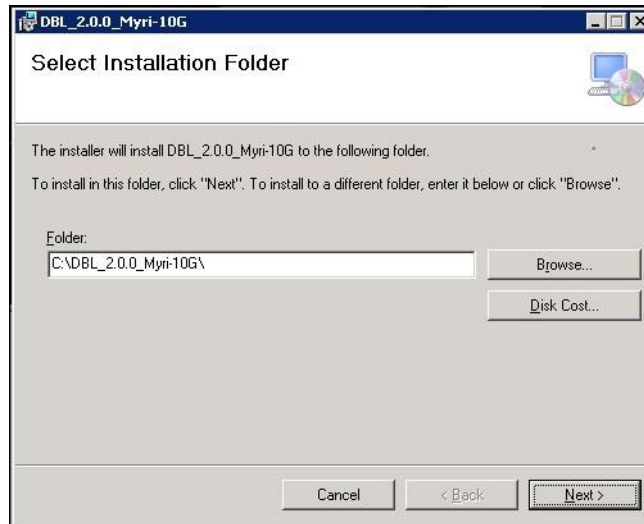 DBL_2.0.0_Myri-10G
Select Installation Folder
The installer will install DBL_2.0.0_Myri-10G to the following folder.
To install in this folder, click "Next". To install to a different folder, enter it below or click "Browse".
Folder:
C:\DBL_2.0.0_Myri-10G\
Browse...
Disk Cost...
Cancel
< Back
Next >